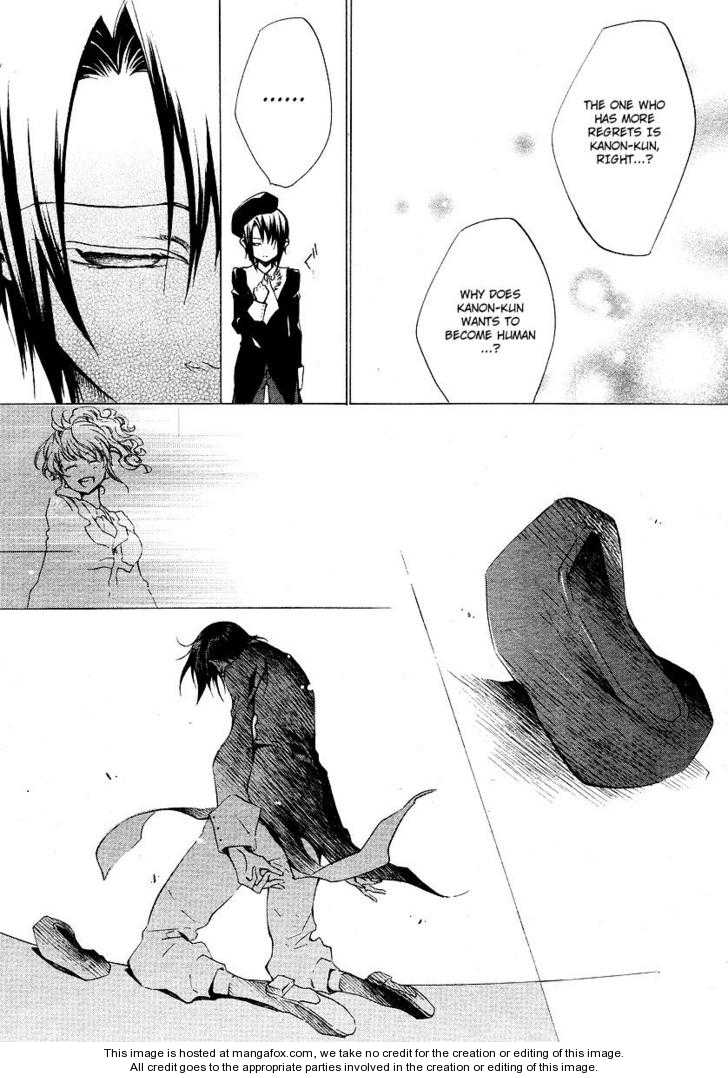 THE ONE WHO
HAS MORE
REGRETS IS
KANON-KUN,
RIGHT...?
WHY DOES
KANON-KUN
WANTS TO
BECOME HUMAN
...?
......
This image is hosted at mangafox.com, we take no credit for the creation or editing of this image.
All credit goes to the appropriate parties involved in the creation or editing of this image.